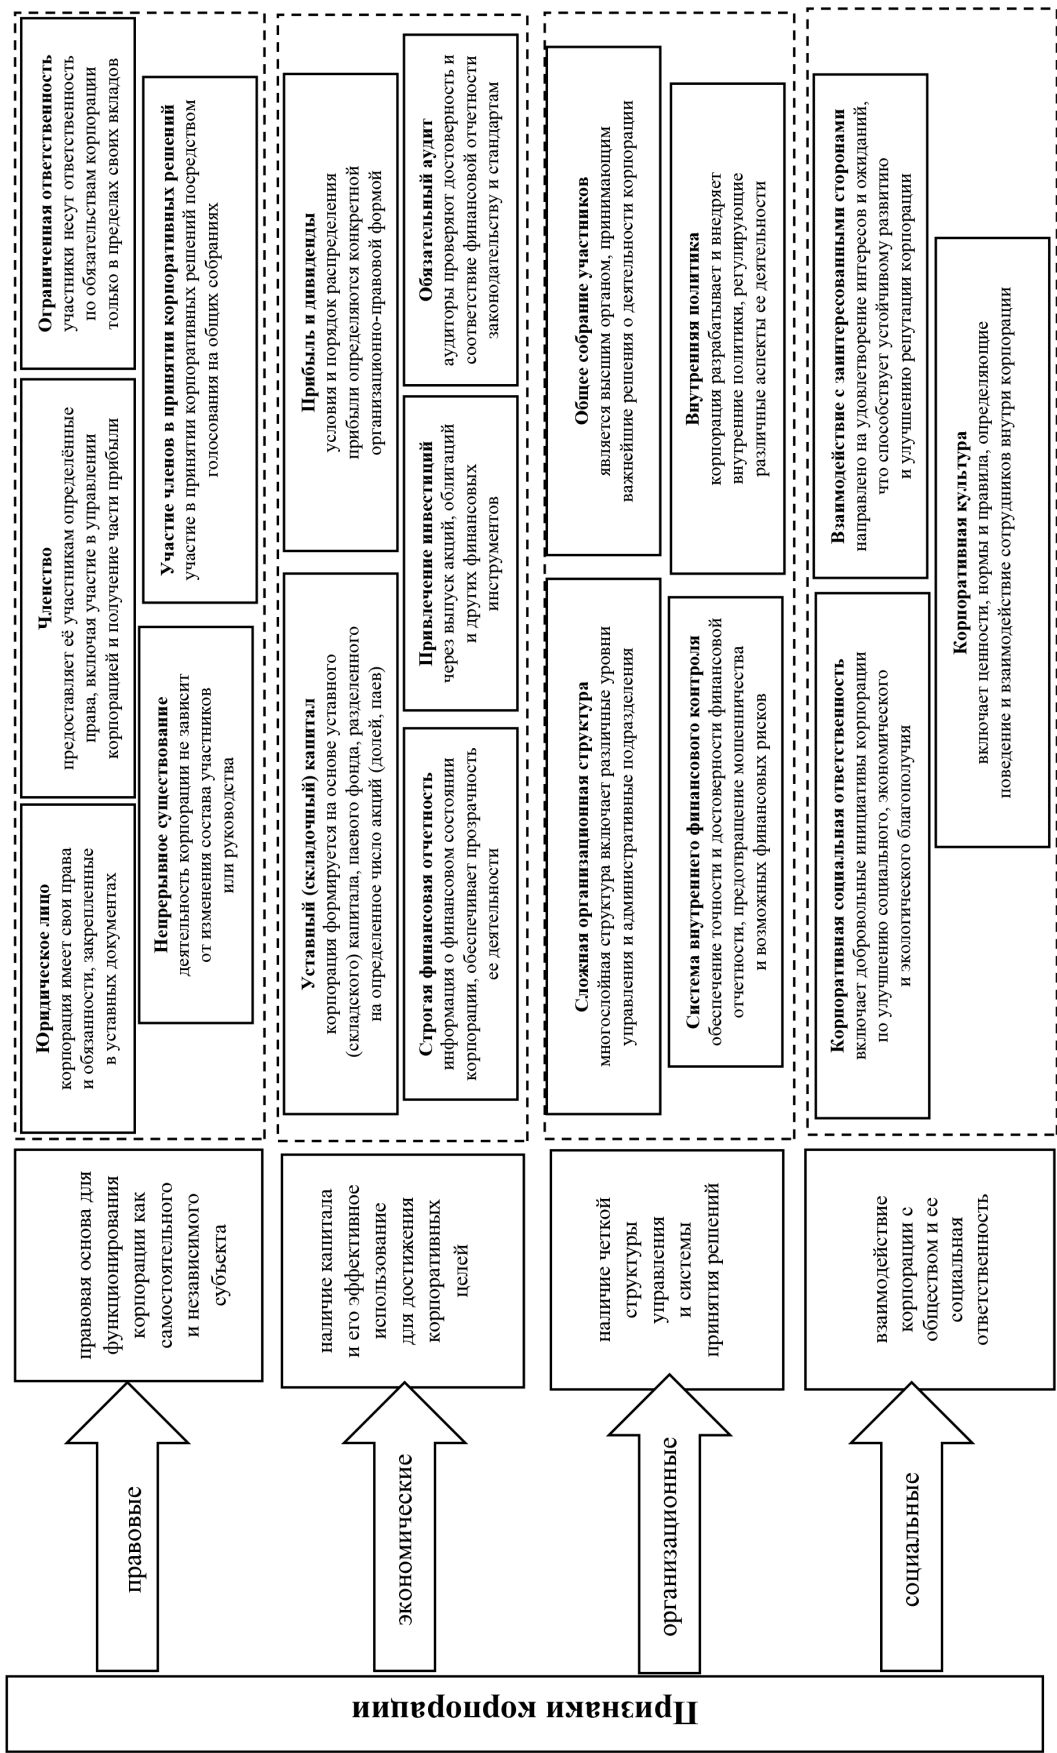 Признаки корпорации
правовые
правовая основа для
функционирования
корпорации как
самостоятельного
и независимого
субъекта
Юридическое лицо
корпорация имеет свои права
и обязанности, закрепленные
в уставных документах
Членство
предоставляет её участникам определённые
права, включая участие в управлении
корпорацией и получение части прибыли
Ограниченная ответственность
участники несут ответственность
по обязательствам корпорации
только в пределах своих вкладов
Непрерывное существование
деятельность корпорации не зависит
от изменения состава участников
или руководства
Участие членов в принятии корпоративных решений
участие в принятии корпоративных решений посредством
голосования на общих собраниях
экономические
наличие капитала
и его эффективное
использование
для достижения
корпоративных
целей
Уставный (складочный) капитал
корпорация формируется на основе уставного
(складского) капитала, паевого фонда, разделенного
на определенное число акций (долей, паев)
Прибыль и дивиденды
условия и порядок распределения
прибыли определяются конкретной
организационно-правовой формой
Строгая финансовая отчетность
информация о финансовом состоянии
корпорации, обеспечивает прозрачность
ее деятельности
Привлечение инвестиций
через выпуск акций, облигаций
и других финансовых
инструментов
Обязательный аудит
аудиторы проверяют достоверность и
соответствие финансовой отчетности
законодательству и стандартам
организационные
наличие четкой
структуры
управления
и системы
принятия решений
Сложная организационная структура
многослойная структура включает различные уровни
управления и административные подразделения
Общее собрание участников
является высшим органом, принимающим
важнейшие решения о деятельности корпорации
Система внутреннего финансового контроля
обеспечение точности и достоверности финансовой
отчетности, предотвращение мошенничества
и возможных финансовых рисков
Внутренняя политика
корпорация разрабатывает и внедряет
внутренние политики, регулирующие
различные аспекты ее деятельности
социальные
взаимодействие
корпорации с
обществом и ее
социальная
ответственность
Корпоративная социальная ответственность
включает добровольные инициативы корпорации
по улучшению социального, экономического
и экологического благополучия
Взаимодействие с заинтересованными сторонами
направлено на удовлетворение интересов и ожиданий,
что способствует устойчивому развитию
и улучшению репутации корпорации
Корпоративная культура
включает ценности, нормы и правила, определяющие
поведение и взаимодействие сотрудников внутри корпорации